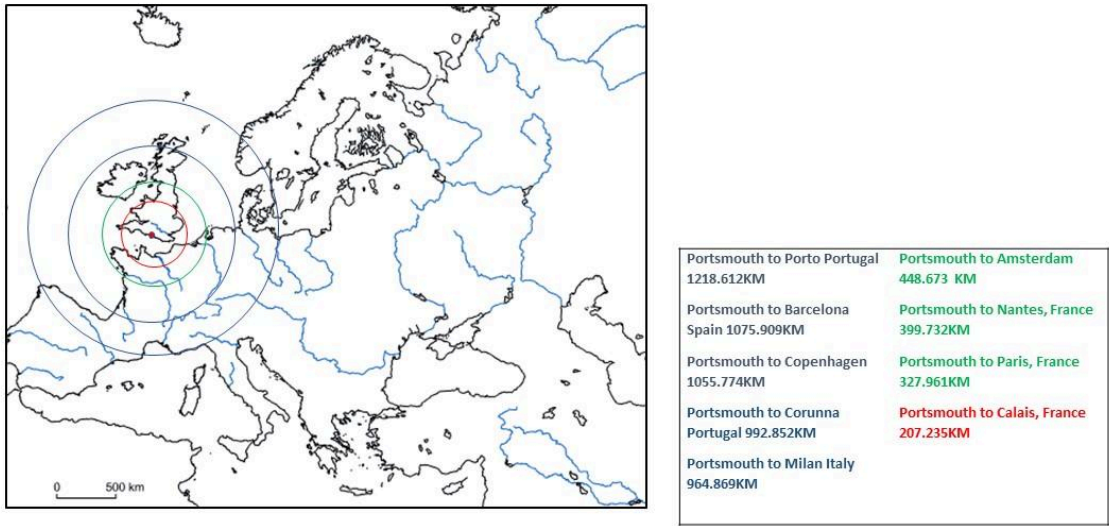 0 500 km
Portsmouth to Porto Portugal
1218.612KM
Portsmouth to Barcelona
Spain 1075.909KM
Portsmouth to Copenhagen
1055.774KM
Portsmouth to Corunna
Portugal 992.852KM
Portsmouth to Milan Italy
964.869KM
Portsmouth to Amsterdam
448.673 KM
Portsmouth to Nantes, France
399.732KM
Portsmouth to Paris, France
327.961KM
Portsmouth to Calais, France
207.235KM